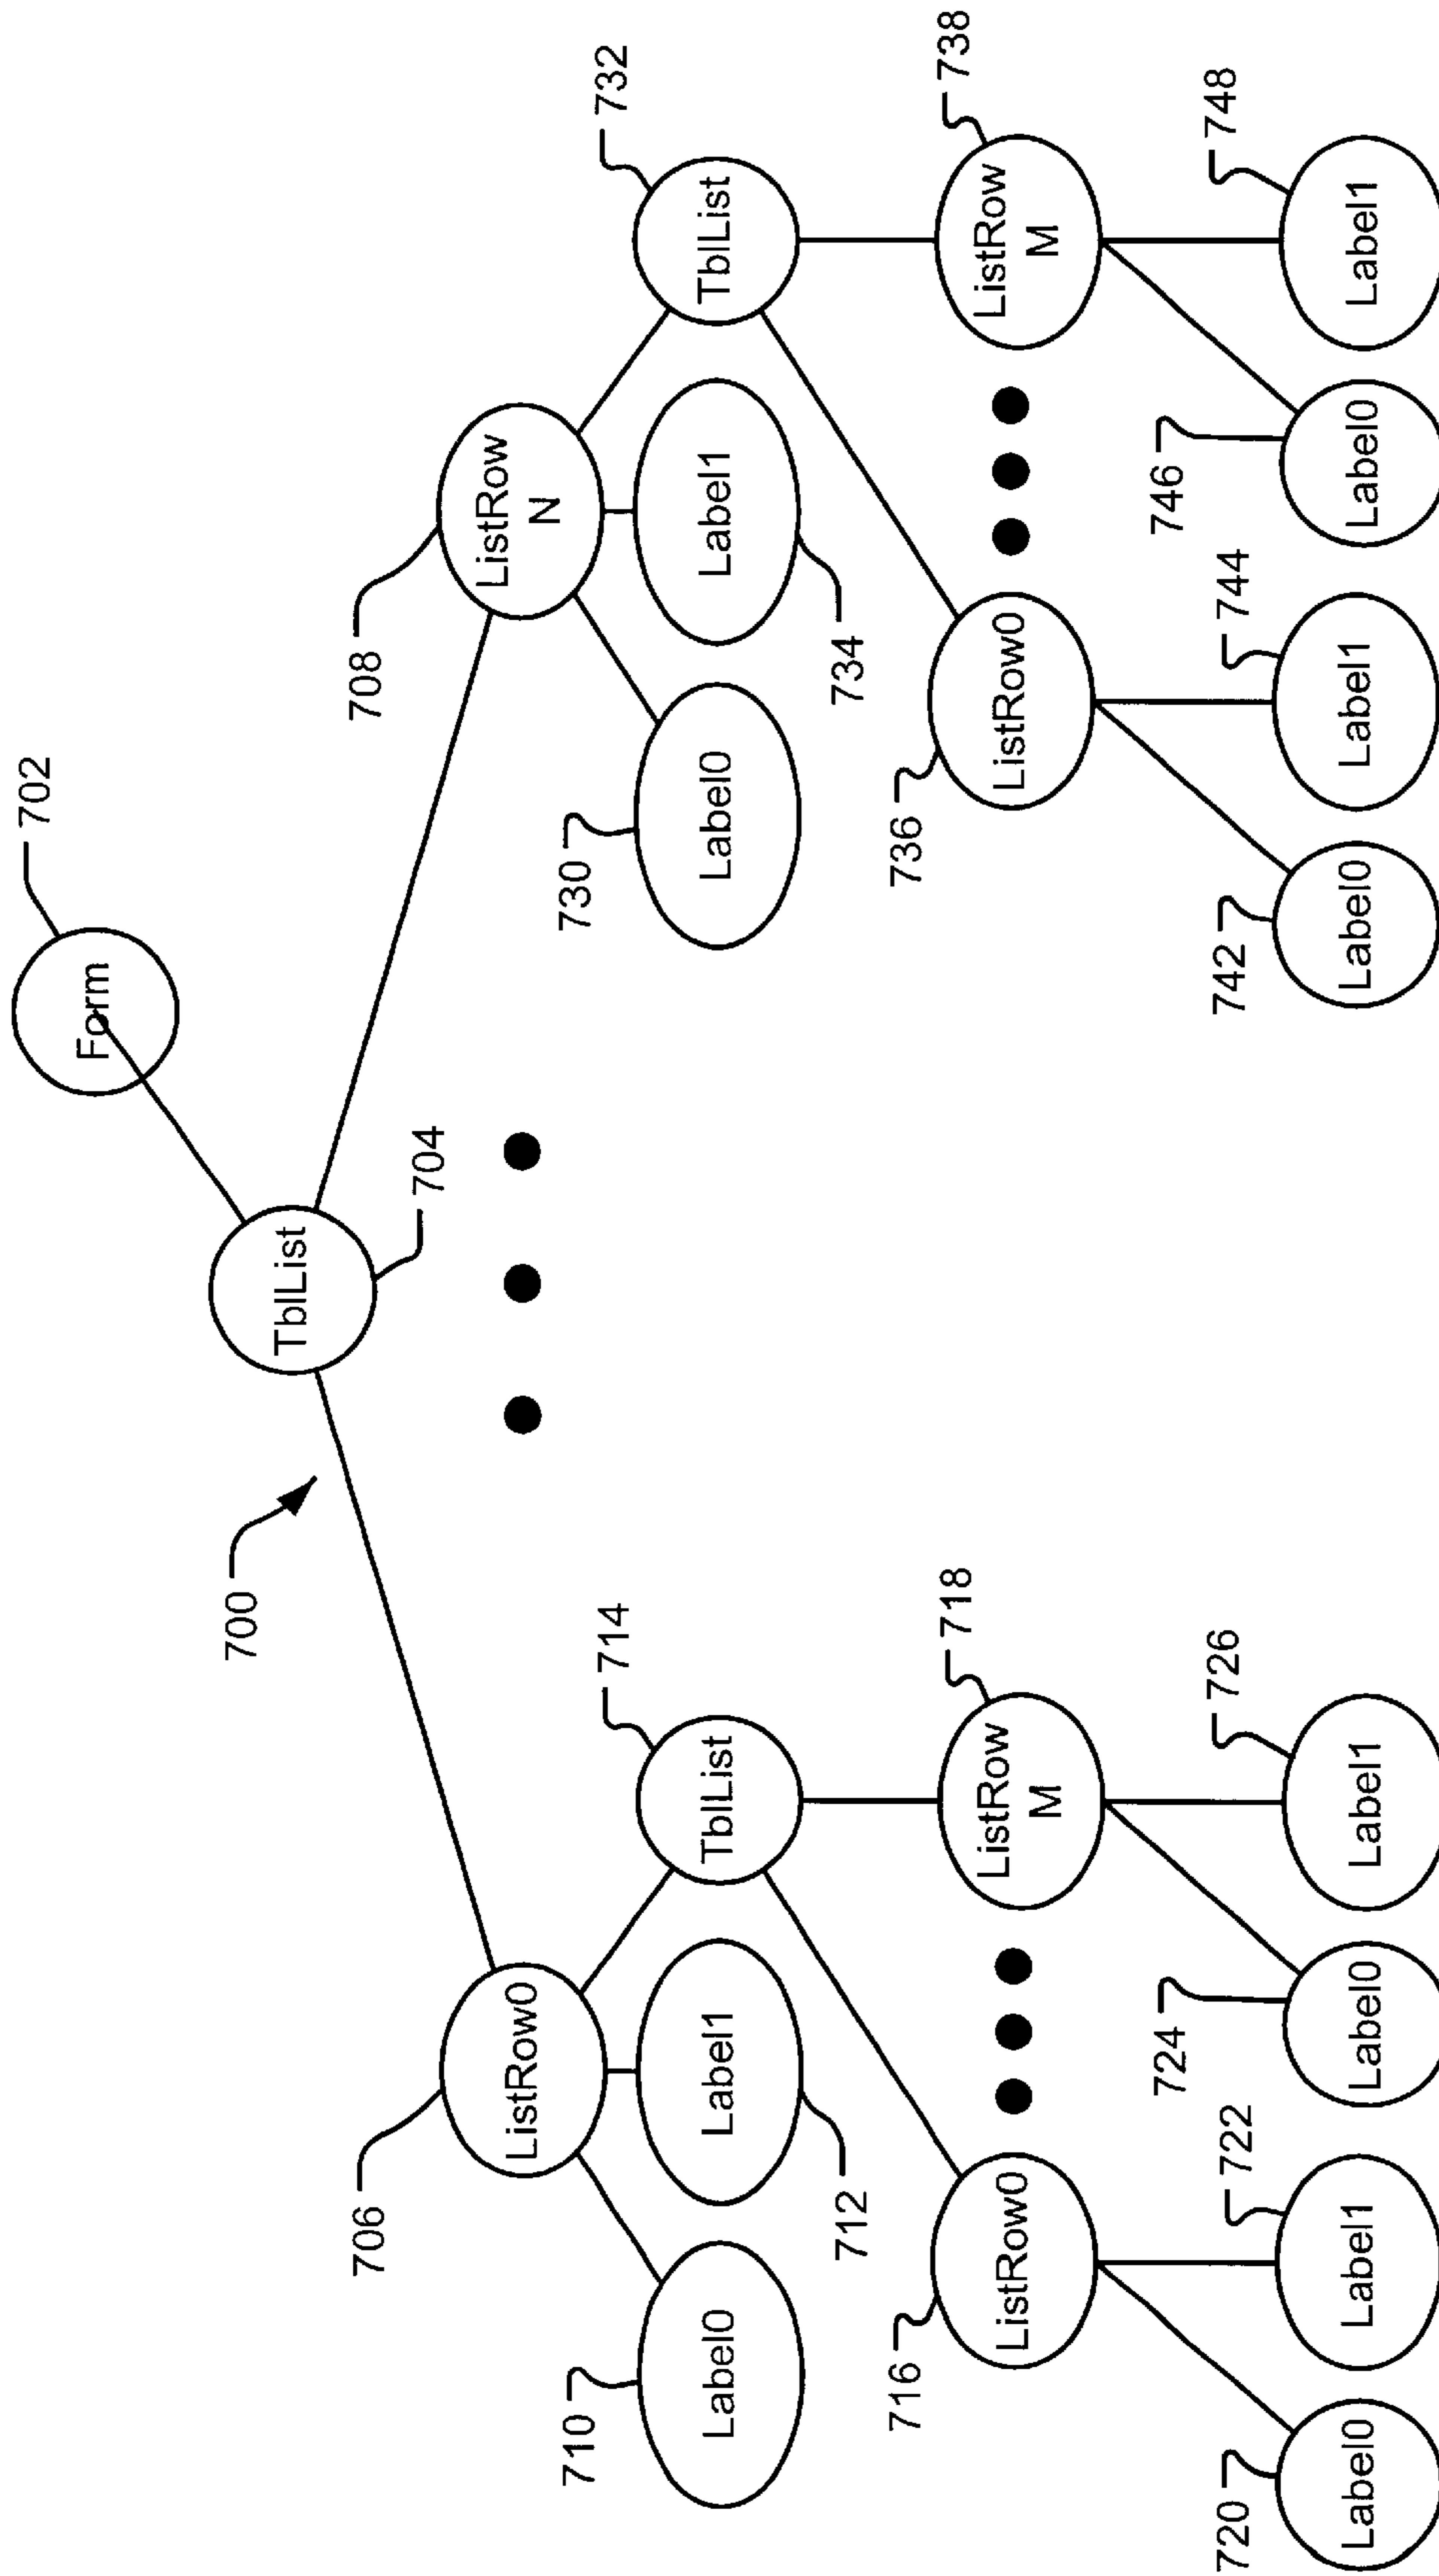 702
Form
700
TblList
704
706
ListRow0
708
ListRow
N
710
Label0
Label1
712
714
TblList
730
Label0
Label1
734
732
TblList
716
ListRow0
718
ListRow
M
736
ListRow0
738
ListRow
M
720
Label0
722
Label1
724
Label0
726
Label1
742
Label0
744
Label1
746
Label0
748
Label1